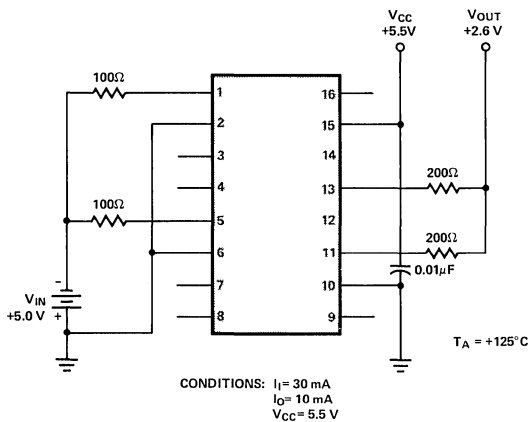 VCC
+5.5V
VOUT
+2.6 V
100Ω
1
2
3
4
100Ω
5
6
7
8
16
15
14
13
12
11
10
9
200Ω
200Ω
0.01μF
-
VIN
+5.0 V
+
TA = +125°C
CONDITIONS: II = 30 mA
IO = 10 mA
VCC = 5.5 V